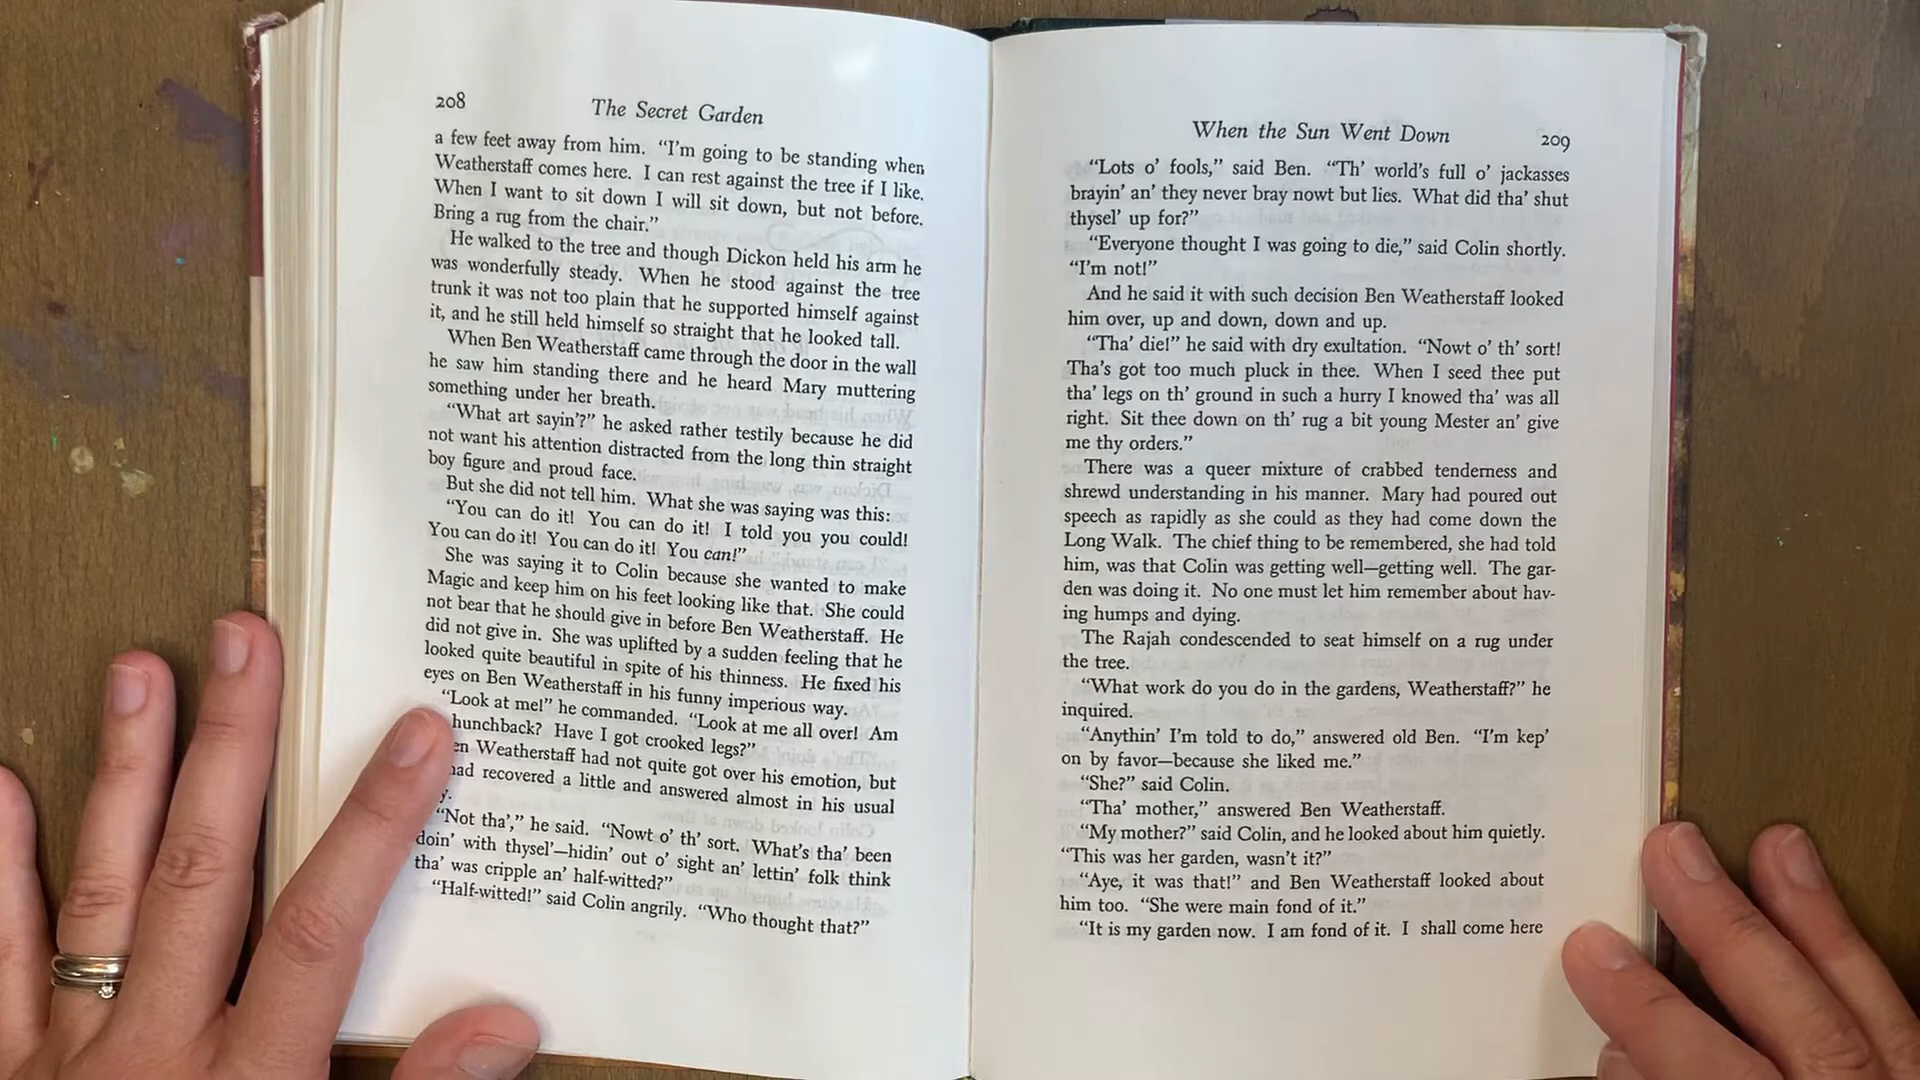 208
The Secret Garden
a few feet away from him. “I'm going to be standing when
Weatherstaff comes here. I can rest against the tree if I like.
When I want to sit down I will sit down, but not before.
Bring a rug from the chair.”
He walked to the tree and though Dickon held his arm he
was wonderfully steady. When he stood against the tree
trunk it was not too plain that he supported himself against
it, and he still held himself so straight that he looked tall.
When Ben Weatherstaff came through the door in the wall
he saw him standing there and he heard Mary muttering
something under her breath.
“What art sayin'?” he asked rather testily because he did
not want his attention distracted from the long thin straight
boy figure and proud face.
But she did not tell him. What she was saying was this:
“You can do it! You can do it! I told you you could!
You can do it! You can do it! You can!”
She was saying it to Colin because she wanted to make
Magic and keep him on his feet looking like that. She could
not bear that he should give in before Ben Weatherstaff. He
did not give in. She was uplifted by a sudden feeling that he
looked quite beautiful in spite of his thinness. He fixed his
eyes on Ben Weatherstaff in his funny imperious way.
“Look at me!” he commanded. “Look at me all over! Am
hunchback? Have I got crooked legs?”
en Weatherstaff had not quite got over his emotion, but
had recovered a little and answered almost in his usual
y.
“Not tha',” he said. “Nowt o' th' sort. What's tha' been
doin' with thysel'—hidin' out o' sight an' lettin' folk think
tha' was cripple an' half-witted?”
“Half-witted!” said Colin angrily. “Who thought that?”
When the Sun Went Down
209
“Lots o' fools,” said Ben. “Th' world's full o' jackasses
brayin' an' they never bray nowt but lies. What did tha' shut
thysel' up for?”
“Everyone thought I was going to die,” said Colin shortly.
“I'm not!”
And he said it with such decision Ben Weatherstaff looked
him over, up and down, down and up.
“Tha' die!” he said with dry exultation. “Nowt o' th' sort!
Tha's got too much pluck in thee. When I seed thee put
tha' legs on th' ground in such a hurry I knowed tha' was all
right. Sit thee down on th' rug a bit young Mester an' give
me thy orders.”
There was a queer mixture of crabbed tenderness and
shrewd understanding in his manner. Mary had poured out
speech as rapidly as she could as they had come down the
Long Walk. The chief thing to be remembered, she had told
him, was that Colin was getting well—getting well. The gar-
den was doing it. No one must let him remember about hav-
ing humps and dying.
The Rajah condescended to seat himself on a rug under
the tree.
“What work do you do in the gardens, Weatherstaff?” he
inquired.
“Anythin' I'm told to do,” answered old Ben. “I'm kep'
on by favor—because she liked me.”
“She?” said Colin.
“Tha' mother,” answered Ben Weatherstaff.
“My mother?” said Colin, and he looked about him quietly.
“This was her garden, wasn't it?”
“Aye, it was that!” and Ben Weatherstaff looked about
him too. “She were main fond of it.”
“It is my garden now. I am fond of it. I shall come here